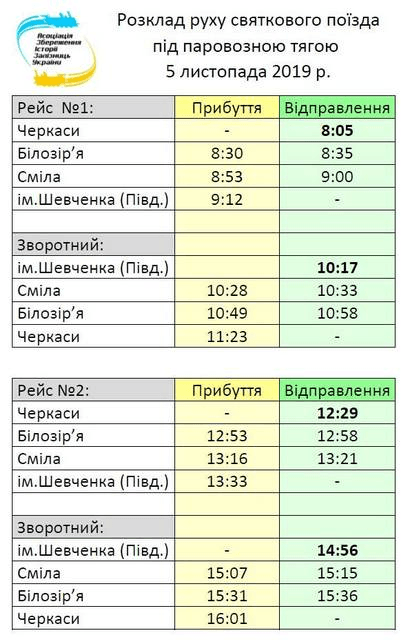 Асоціація
Збереження
Історії
Залізниць
України
Розклад руху святкового поїзда
під паровозною тягою
5 листопада 2019 р.
Рейс №1: Прибуття Відправлення
Черкаси - 8:05
Білозір’я 8:30 8:35
Сміла 8:53 9:00
ім.Шевченка (Півд.) 9:12 -
Зворотний:
ім.Шевченка (Півд.) 10:17
Сміла 10:28 10:33
Білозір’я 10:49 10:58
Черкаси 11:23 -
Рейс №2: Прибуття Відправлення
Черкаси - 12:29
Білозір’я 12:53 12:58
Сміла 13:16 13:21
ім.Шевченка (Півд.) 13:33 -
Зворотний:
ім.Шевченка (Півд.) - 14:56
Сміла 15:07 15:15
Білозір’я 15:31 15:36
Черкаси 16:01 -